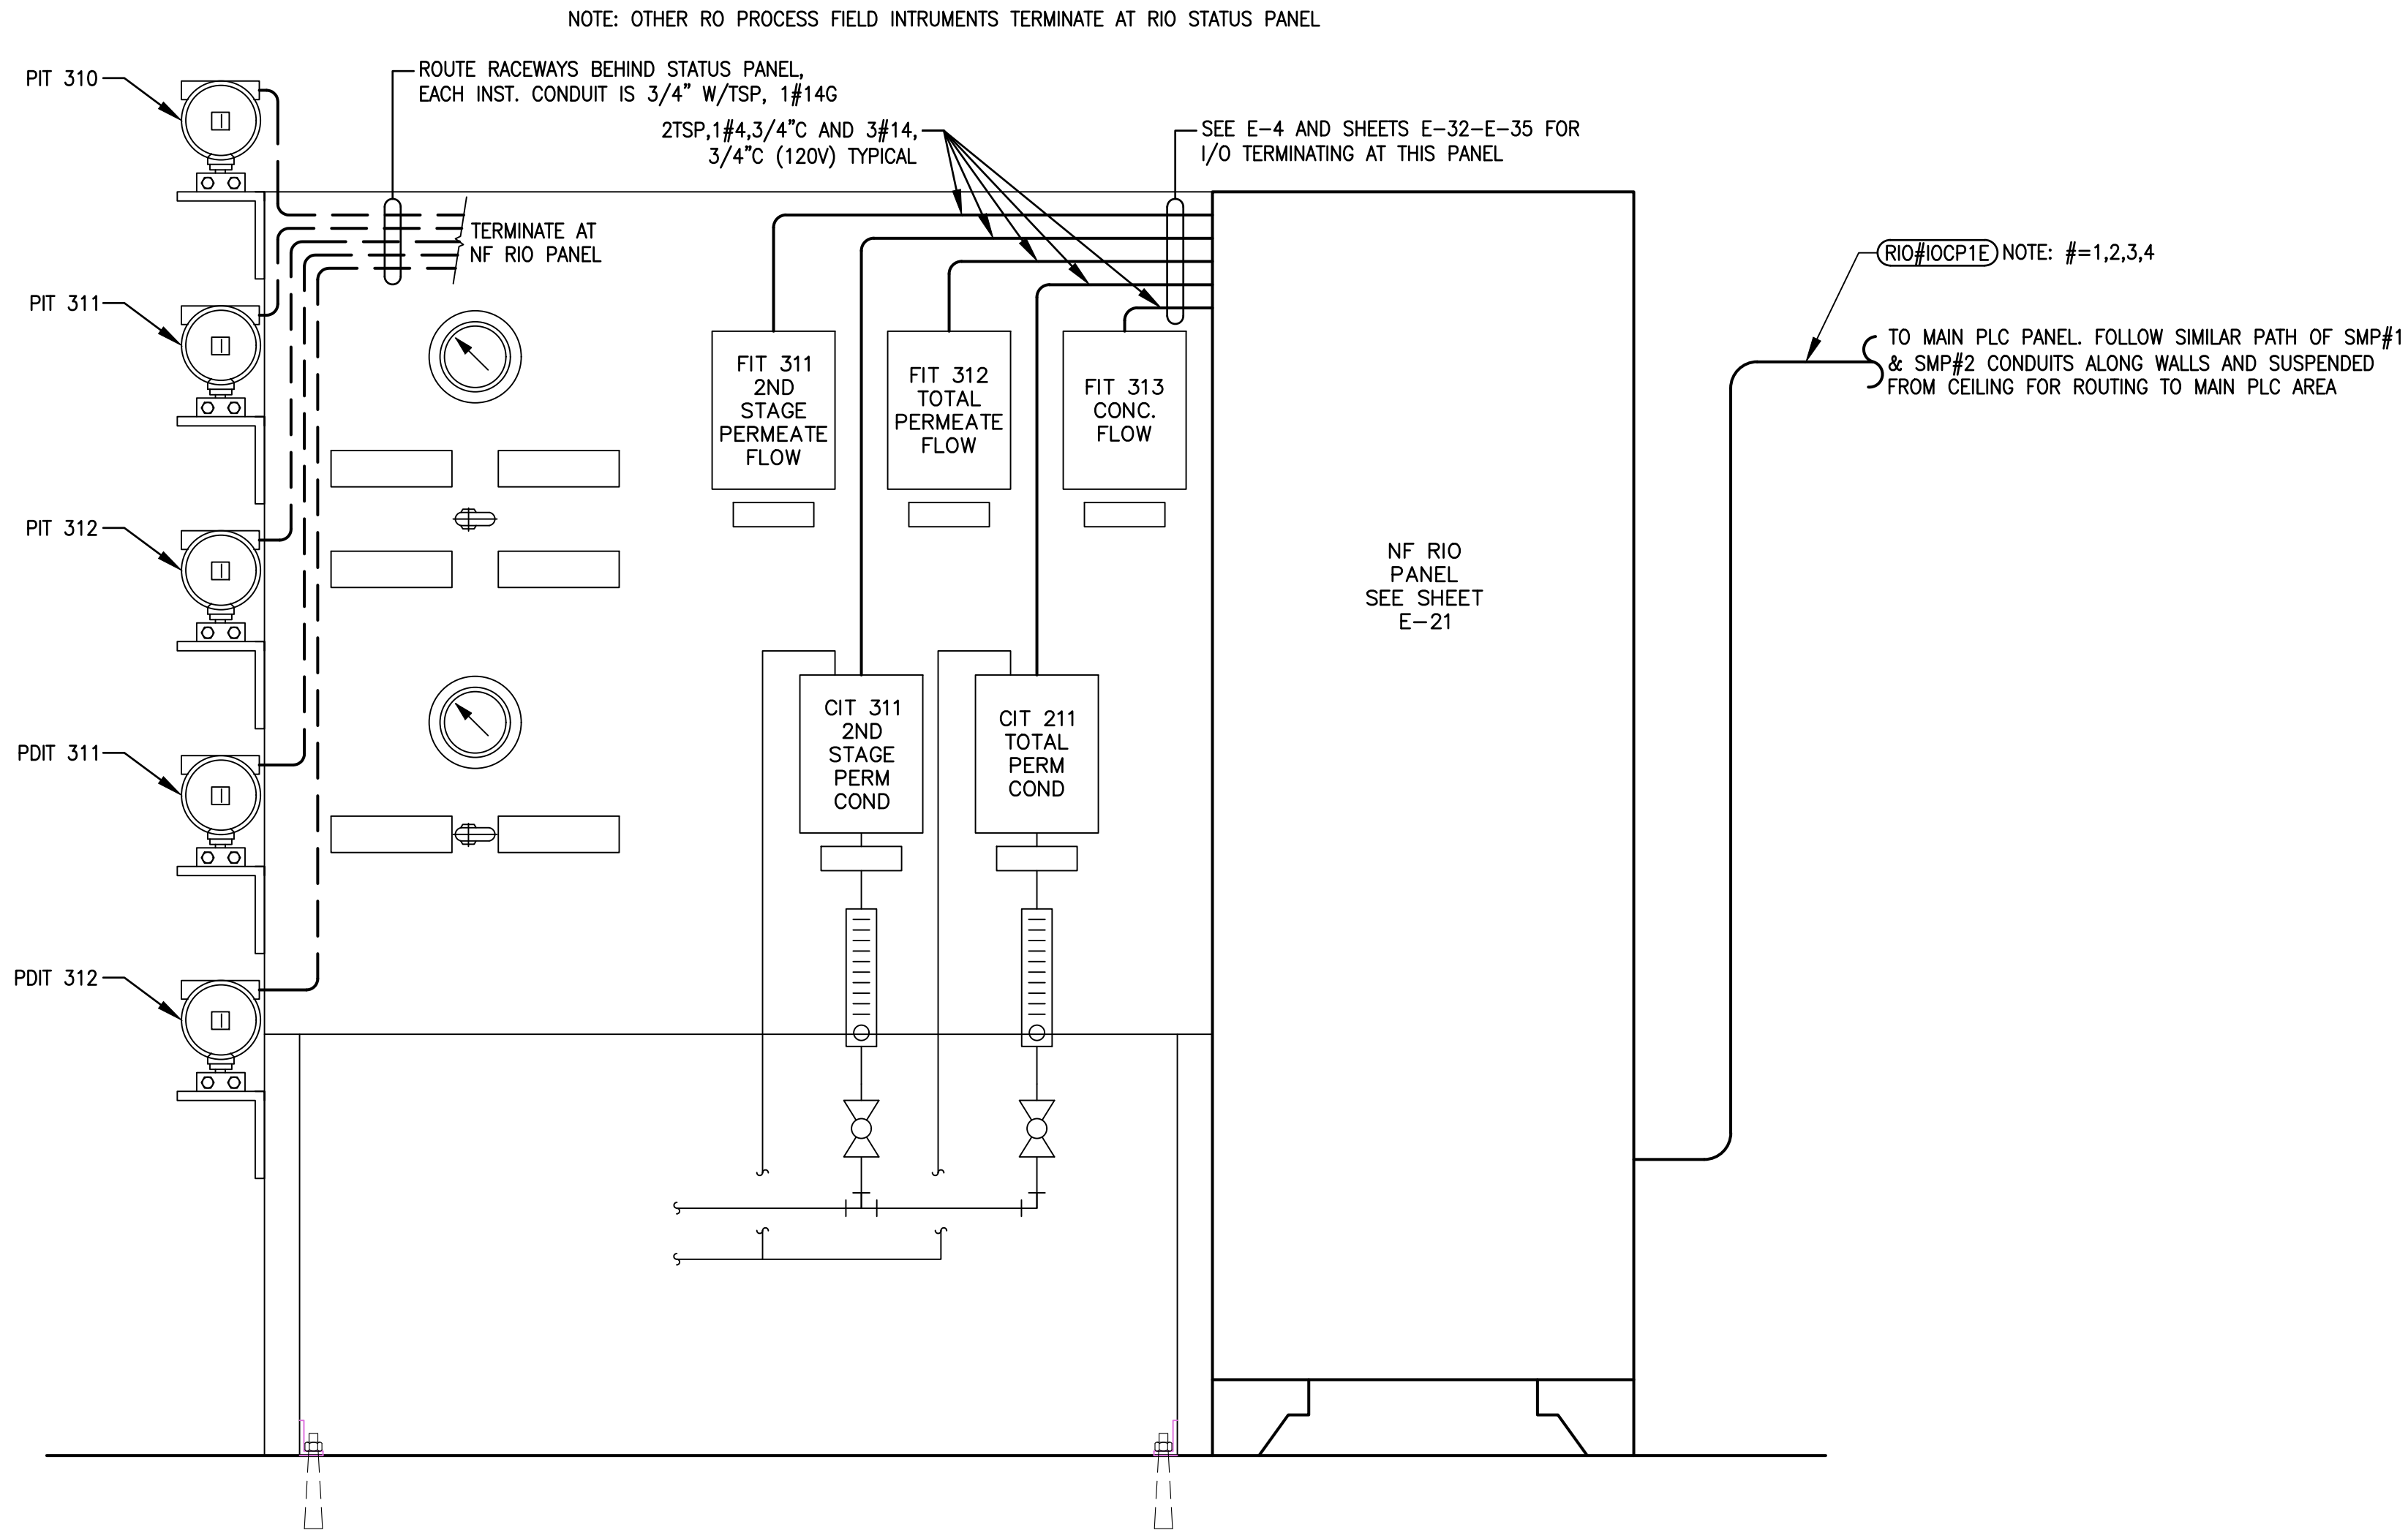 NOTE: OTHER RO PROCESS FIELD INTRUMENTS TERMINATE AT RIO STATUS PANEL
PIT 310
ROUTE RACEWAYS BEHIND STATUS PANEL,
EACH INST. CONDUIT IS 3/4" W/TSP, 1#14G
2TSP,1#4,3/4"C AND 3#14,
3/4"C (120V) TYPICAL
SEE E-4 AND SHEETS E-32-E-35 FOR
I/O TERMINATING AT THIS PANEL
TERMINATE AT
NF RIO PANEL
RIO#IOCP1E NOTE: #=1,2,3,4
PIT 311
TO MAIN PLC PANEL. FOLLOW SIMILAR PATH OF SMP#1
& SMP#2 CONDUITS ALONG WALLS AND SUSPENDED
FROM CEILING FOR ROUTING TO MAIN PLC AREA
FIT 311
2ND
STAGE
PERMEATE
FLOW
FIT 312
TOTAL
PERMEATE
FLOW
FIT 313
CONC.
FLOW
PIT 312
NF RIO
PANEL
SEE SHEET
E-21
PDIT 311
CIT 311
2ND
STAGE
PERM
COND
CIT 211
TOTAL
PERM
COND
PDIT 312